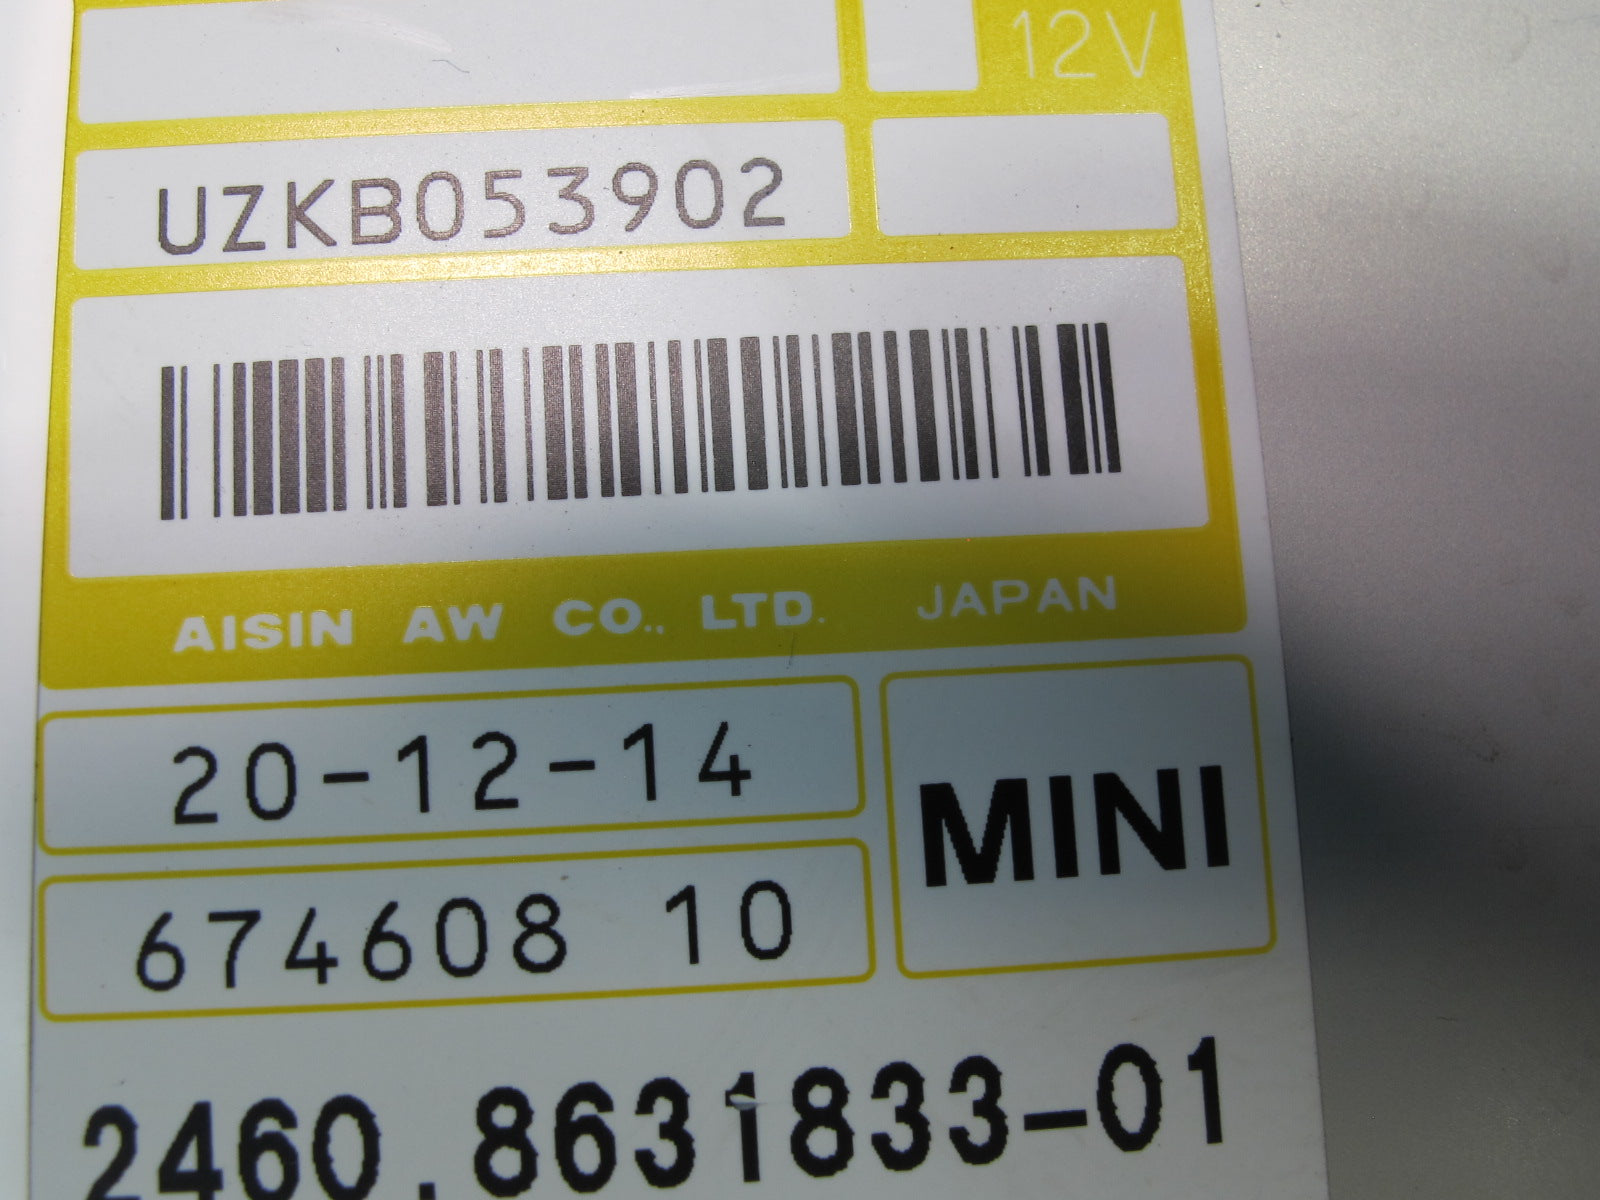 12V
UZKB053902
AISIN AW CO., LTD. JAPAN
20-12-14
MINI
674608 10
2460.8631833-01